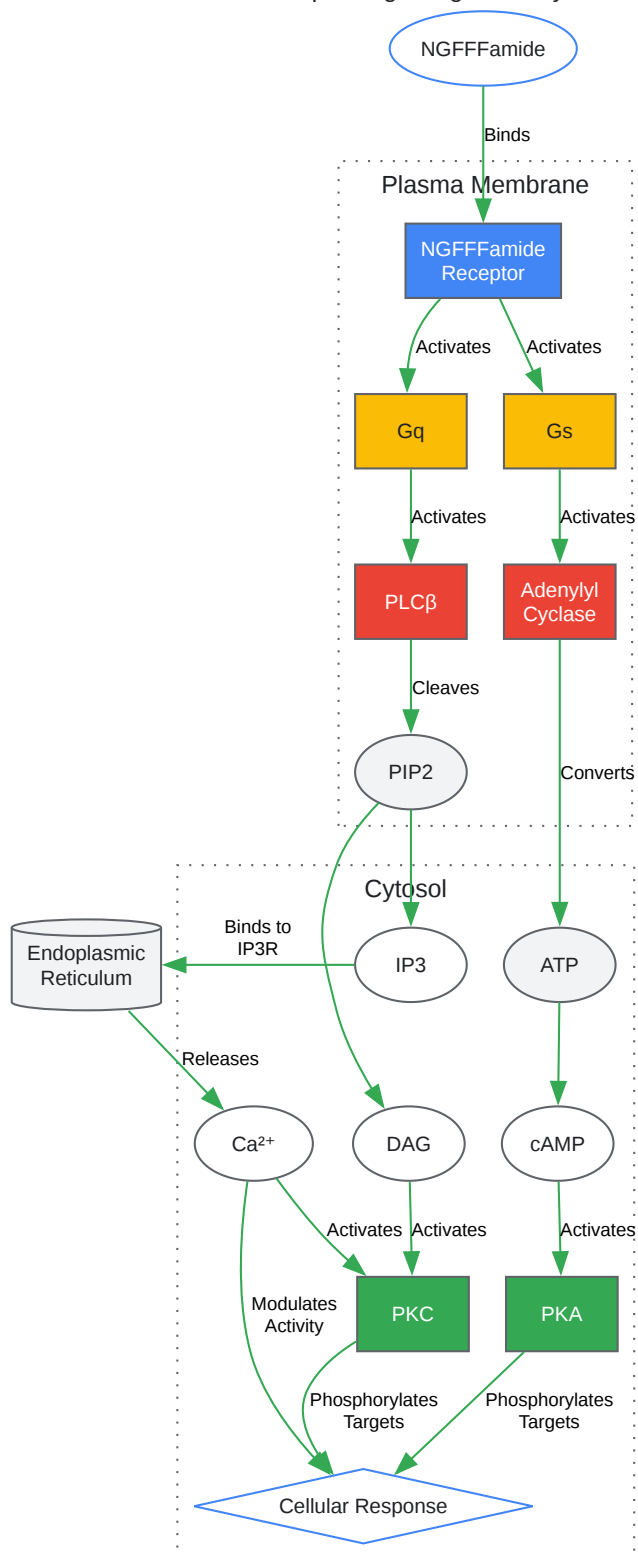 NGFFFamide
Binds
Plasma Membrane
NGFFFamide
Receptor
Activates
Activates
Gq
Gs
Activates
Activates
PLCβ
Adenylyl
Cyclase
Cleaves
PIP2
Converts
Cytosol
Binds to
IP3R
Endoplasmic
Reticulum
IP3
ATP
Releases
Ca²⁺
DAG
cAMP
Activates
Activates
Activates
Modulates
Activity
PKC
PKA
Phosphorylates
Targets
Phosphorylates
Targets
Cellular Response